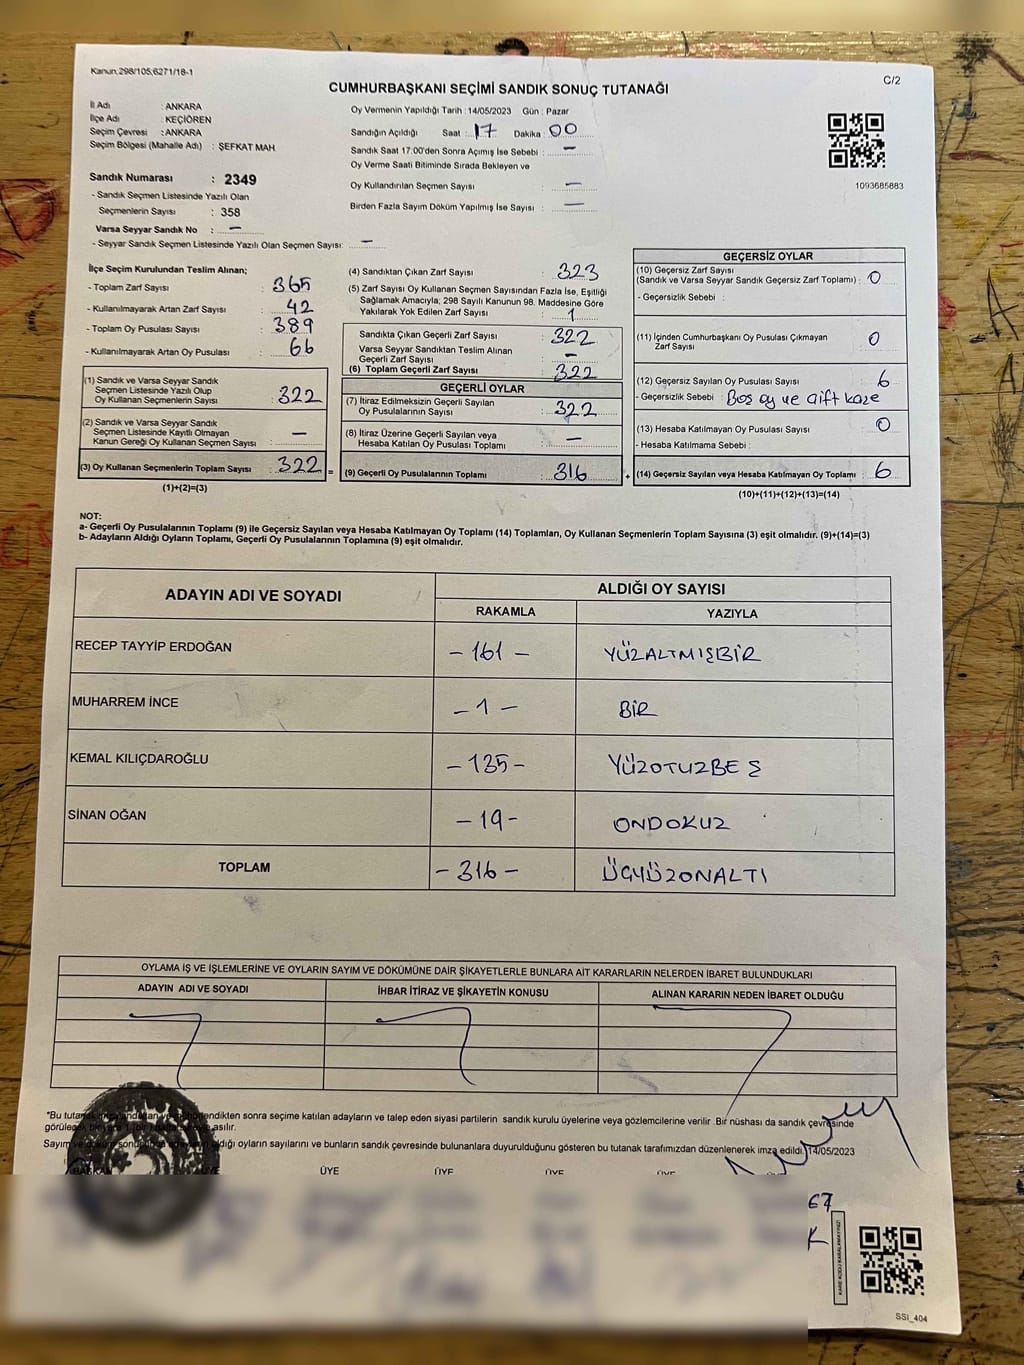 Kanun;298/105;6271/18-1
C/2
CUMHURBAŞKANI SEÇİMİ SANDIK SONUÇ TUTANAĞI
İl Adı : ANKARA
İlçe Adı : KEÇİÖREN
Seçim Çevresi : ANKARA
Seçim Bölgesi (Mahalle Adı) : ŞEFKAT MAH.
Sandık Numarası : 2349
- Sandık Seçmen Listesinde Yazılı Olan
Seçmenlerin Sayısı : 358
Varsa Seyyar Sandık No : —
- Seyyar Sandık Seçmen Listesinde Yazılı Olan Seçmen Sayısı: —
Oy Vermenin Yapıldığı Tarih : 14/05/2023 Gün : Pazar
Sandığın Açıldığı Saat : 17 Dakika : 00
Sandık Saat 17.00'den Sonra Açımış İse Sebebi : —
Oy Verme Saati Bitiminde Sırada Bekleyen ve
Oy Kullandırılan Seçmen Sayısı : —
Birden Fazla Sayım Döküm Yapılmış İse Sayısı : —
1093685883
İlçe Seçim Kurulundan Teslim Alınan;
- Toplam Zarf Sayısı : 365
- Kullanılmayarak Artan Zarf Sayısı : 42
- Toplam Oy Pusulası Sayısı : 389
- Kullanılmayarak Artan Oy Pusulası : 66
(1) Sandık ve Varsa Seyyar Sandık
Seçmen Listesinde Yazılı Olup
Oy Kullanan Seçmenlerin Sayısı : 322
(2) Sandık ve Varsa Seyyar Sandık
Seçmen Listesinde Kayıtlı Olmayan
Kanun Gereği Oy Kullanan Seçmen Sayısı : —
(3) Oy Kullanan Seçmenlerin Toplam Sayısı : 322 =
(1)+(2)=(3)
(4) Sandıktan Çıkan Zarf Sayısı : 323
(5) Zarf Sayısı Oy Kullanan Seçmen Sayısından Fazla İse, Eşitliği
Sağlamak Amacıyla; 298 Sayılı Kanunun 98. Maddesine Göre
Yakılarak Yok Edilen Zarf Sayısı : 1
Sandıkta Çıkan Geçerli Zarf Sayısı : 322
Varsa Seyyar Sandıktan Teslim Alınan
Geçerli Zarf Sayısı : —
(6) Toplam Geçerli Zarf Sayısı : 322
GEÇERLİ OYLAR
(7) İtiraz Edilmeksizin Geçerli Sayılan
Oy Pusulalarının Sayısı : 322
(8) İtiraz Üzerine Geçerli Sayılan veya
Hesaba Katılan Oy Pusulası Toplamı : —
(9) Geçerli Oy Pusulalarının Toplamı : 316 +
GEÇERSİZ OYLAR
(10) Geçersiz Zarf Sayısı
(Sandık ve Varsa Seyyar Sandık Geçersiz Zarf Toplamı) : 0
- Geçersizlik Sebebi :
(11) İçinden Cumhurbaşkanı Oy Pusulası Çıkmayan
Zarf Sayısı : 0
(12) Geçersiz Sayılan Oy Pusulası Sayısı : 6
- Geçersizlik Sebebi : Boş oy ve çift kaşe
(13) Hesaba Katılmayan Oy Pusulası Sayısı : 0
- Hesaba Katılmama Sebebi :
(14) Geçersiz Sayılan veya Hesaba Katılmayan Oy Toplamı : 6
(10)+(11)+(12)+(13)=(14)
NOT:
a- Geçerli Oy Pusulalarının Toplamı (9) ile Geçersiz Sayılan veya Hesaba Katılmayan Oy Toplamı (14) Toplamları, Oy Kullanan Seçmenlerin Toplam Sayısına (3) eşit olmalıdır. (9)+(14)=(3)
b- Adayların Aldığı Oyların Toplamı, Geçerli Oy Pusulalarının Toplamına (9) eşit olmalıdır.
ADAYIN ADI VE SOYADI
ALDIĞI OY SAYISI
RAKAMLA YAZIYLA
RECEP TAYYİP ERDOĞAN - 161 - YÜZALTMIŞBİR
MUHARREM İNCE - 1 - BİR
KEMAL KILIÇDAROĞLU - 135 - YÜZOTUZBEŞ
SİNAN OĞAN - 19 - ONDOKUZ
TOPLAM - 316 - ÜÇYÜZONALTI
OYLAMA İŞ VE İŞLEMLERİNE VE OYLARIN SAYIM VE DÖKÜMÜNE DAİR ŞİKAYETLERLE BUNLARA AİT KARARLARIN NELERDEN İBARET BULUNDUKLARI
ADAYIN ADI VE SOYADI İHBAR İTİRAZ VE ŞİKAYETİN KONUSU ALINAN KARARIN NEDEN İBARET OLDUĞU
*Bu sonra seçime katılan adayların ve talep eden siyasi partilerin sandık kurulu üyelerine veya gözlemcilerine verilir. Bir nüshası da sandık çevresinde
asılır.
Sayım oyların sayılarını ve bunların sandık çevresinde bulunanlara duyurulduğunu gösteren bu tutanak tarafımızdan düzenlenerek imza edildi. 14/05/2023
BAŞKAN ÜYE ÜYE ÜYE ÜYE ÜYE
67
K
SSI_404